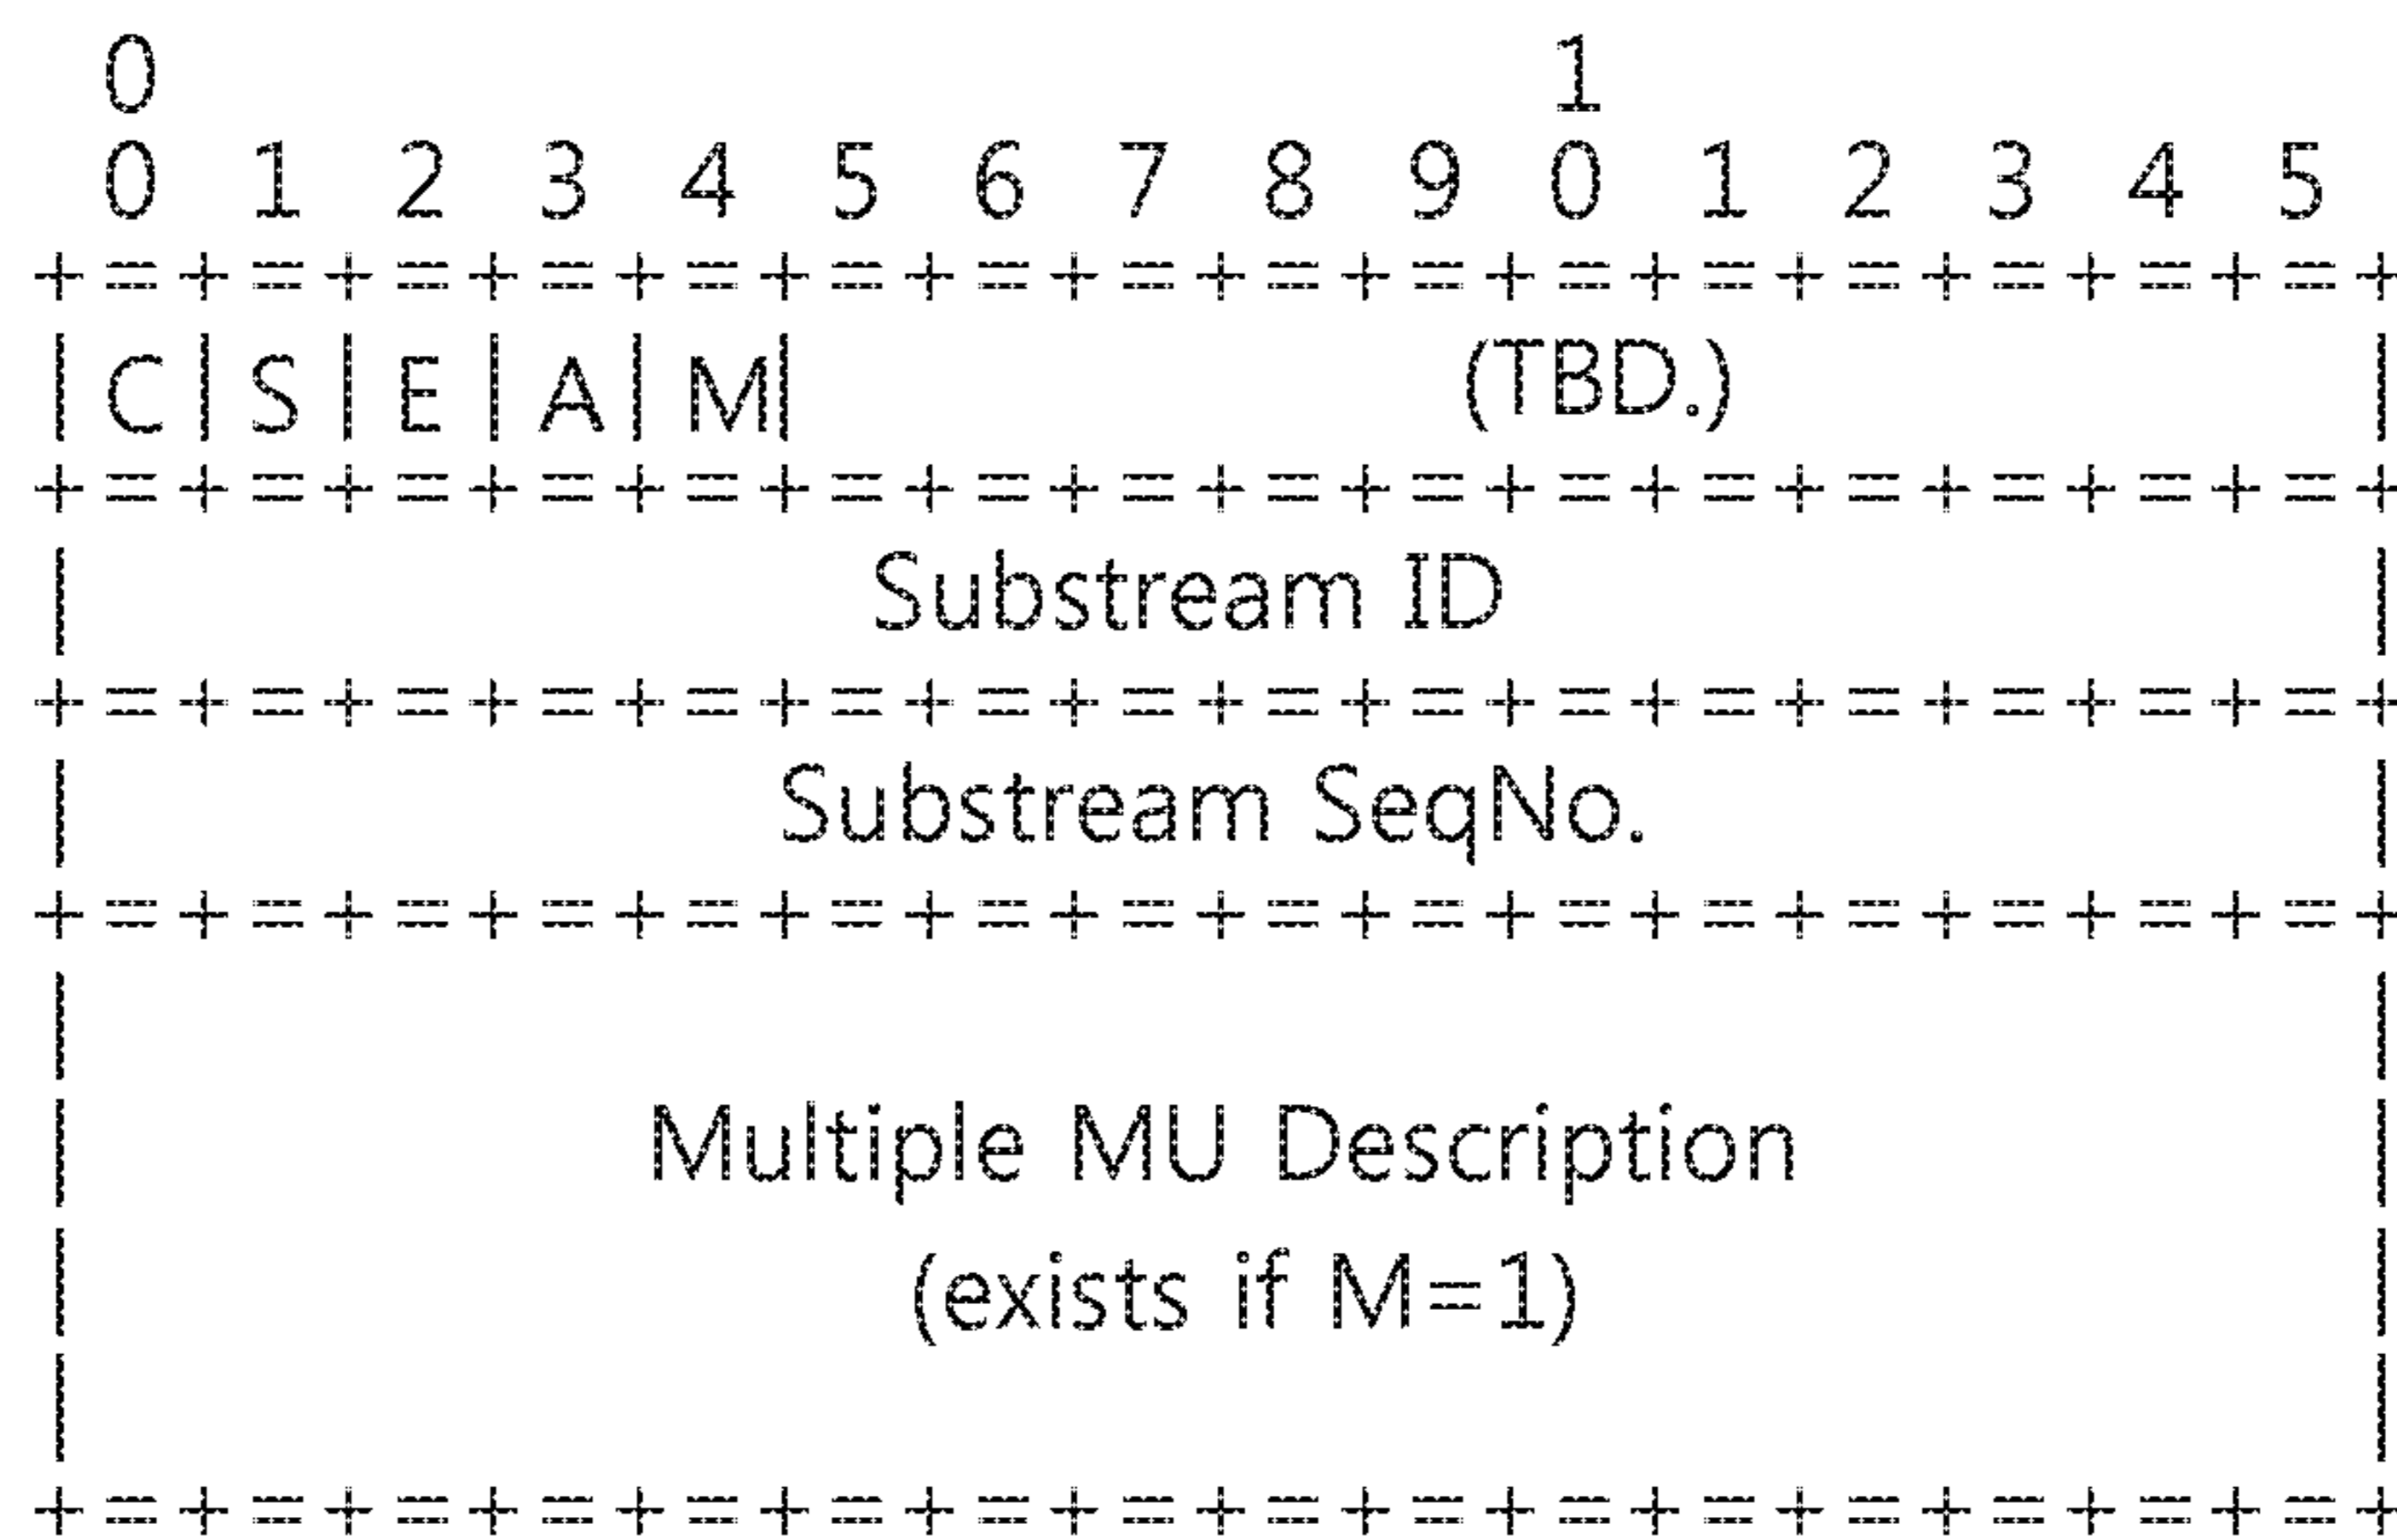 0 1
0 1 2 3 4 5 6 7 8 9 0 1 2 3 4 5
+=+=+=+=+=+=+=+=+=+=+=+=+=+=+=+=+
| C | S | E | A | M| (TBD.) |
+=+=+=+=+=+=+=+=+=+=+=+=+=+=+=+=+
| Substream ID |
+=+=+=+=+=+=+=+=+=+=+=+=+=+=+=+=+
| Substream SeqNo. |
+=+=+=+=+=+=+=+=+=+=+=+=+=+=+=+=+
| |
| Multiple MU Description |
| (exists if M=1) |
| |
+=+=+=+=+=+=+=+=+=+=+=+=+=+=+=+=+